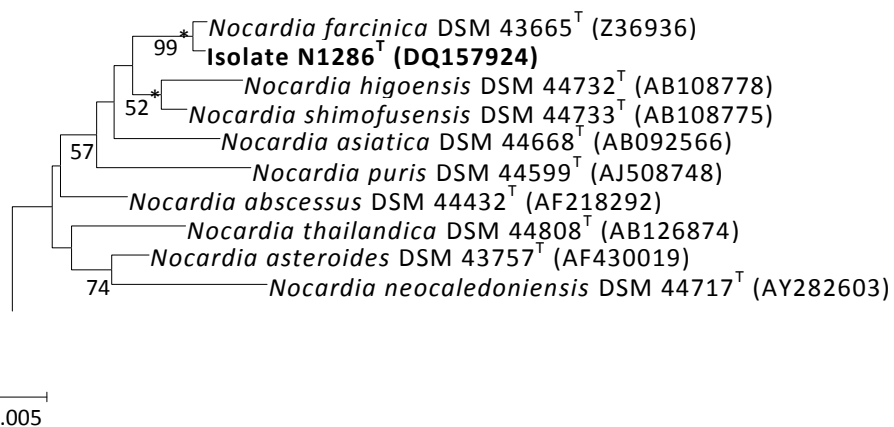 Nocardia farcinica DSM 43665ᵀ (Z36936)
* 99
Isolate N1286ᵀ (DQ157924)
Nocardia higoensis DSM 44732ᵀ (AB108778)
* 52
Nocardia shimofusensis DSM 44733ᵀ (AB108775)
Nocardia asiatica DSM 44668ᵀ (AB092566)
57
Nocardia puris DSM 44599ᵀ (AJ508748)
Nocardia abscessus DSM 44432ᵀ (AF218292)
Nocardia thailandica DSM 44808ᵀ (AB126874)
Nocardia asteroides DSM 43757ᵀ (AF430019)
74
Nocardia neocaledoniensis DSM 44717ᵀ (AY282603)
.005